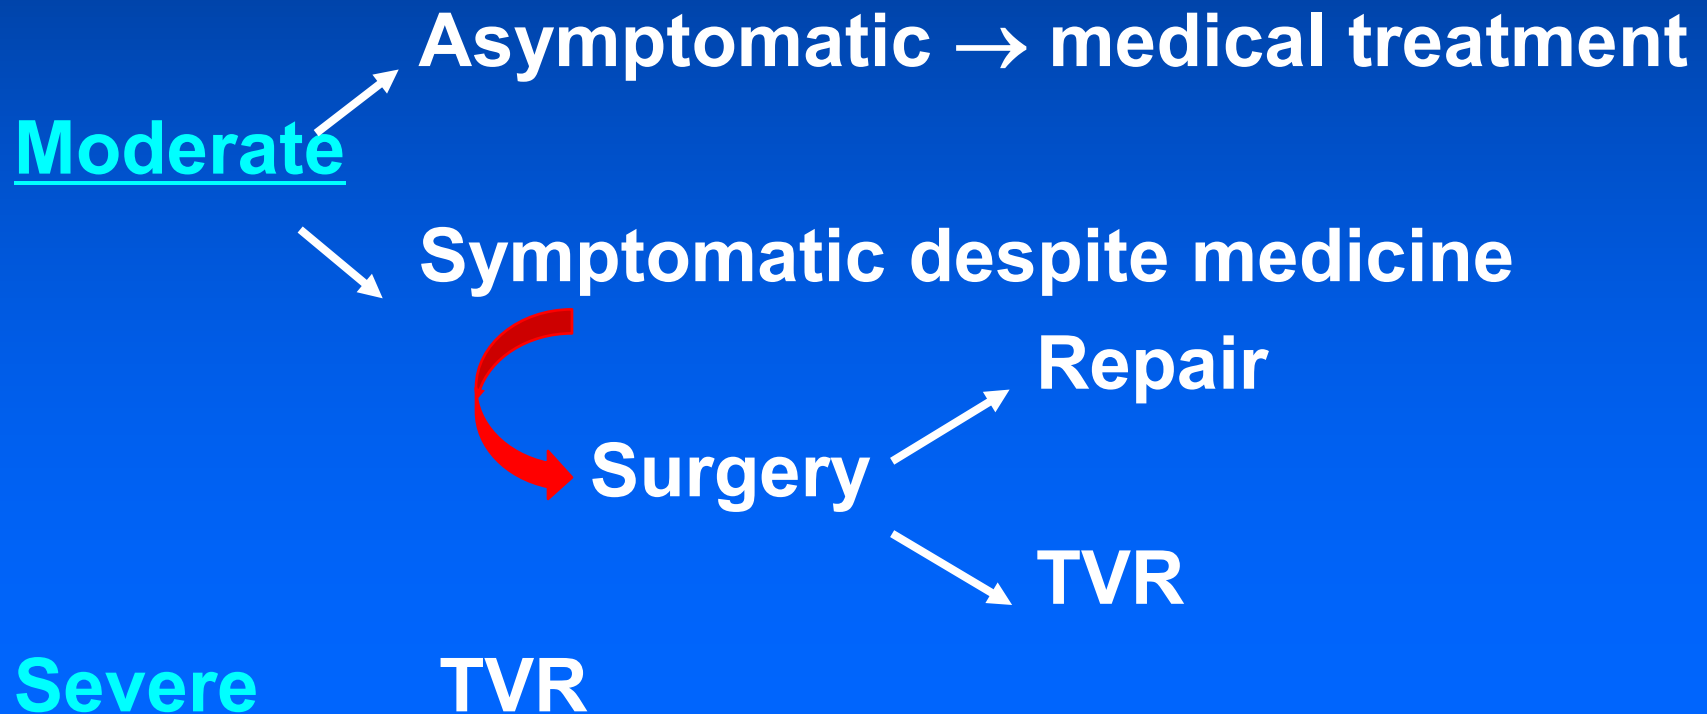 Asymptomatic → medical treatment
Moderate
Symptomatic despite medicine
Repair
Surgery
TVR
Severe TVR